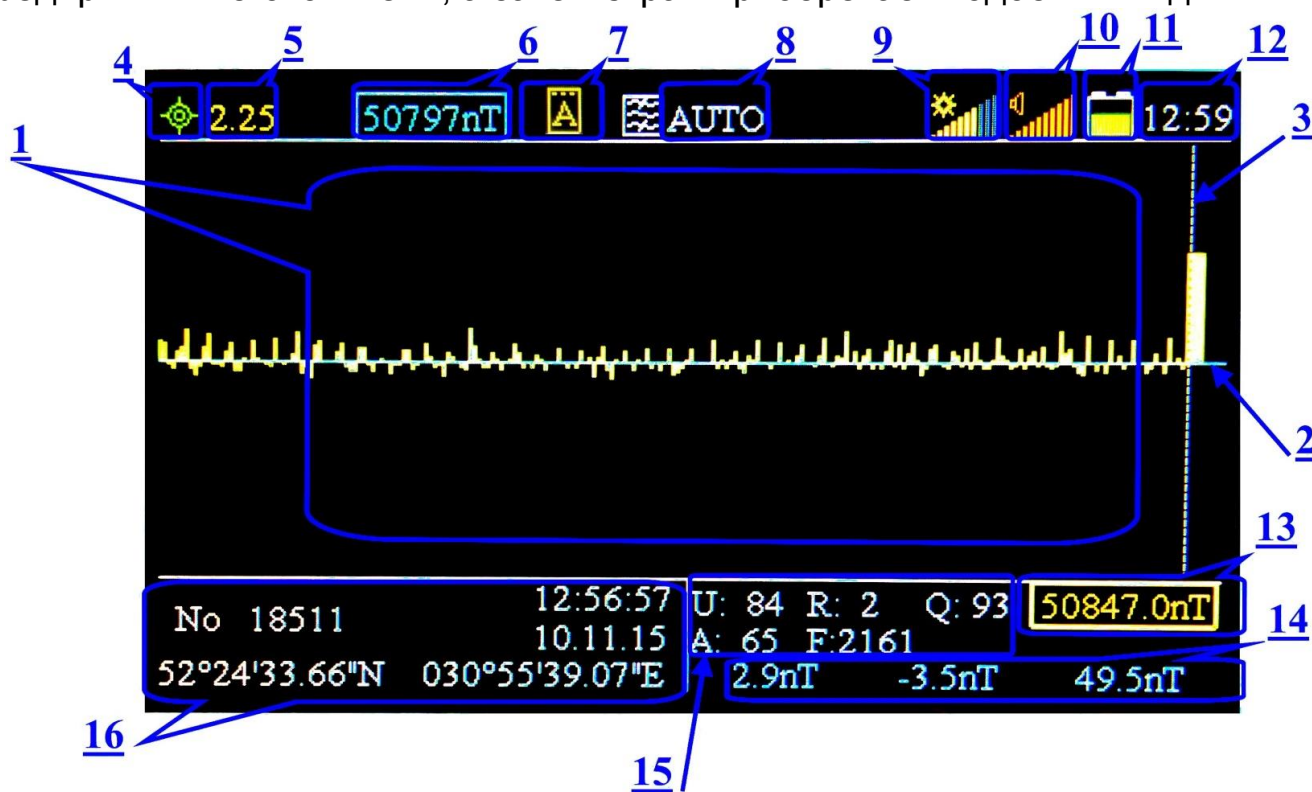 4 5 6 7 8 9 10 11 12
2.25 50797nT A AUTO 12:59
1 3
2
13
No 18511 12:56:57 U: 84 R: 2 Q: 93 50847.0nT
10.11.15 A: 65 F:2161 14
52°24'33.66"N 030°55'39.07"E 2.9nT -3.5nT 49.5nT
16 15